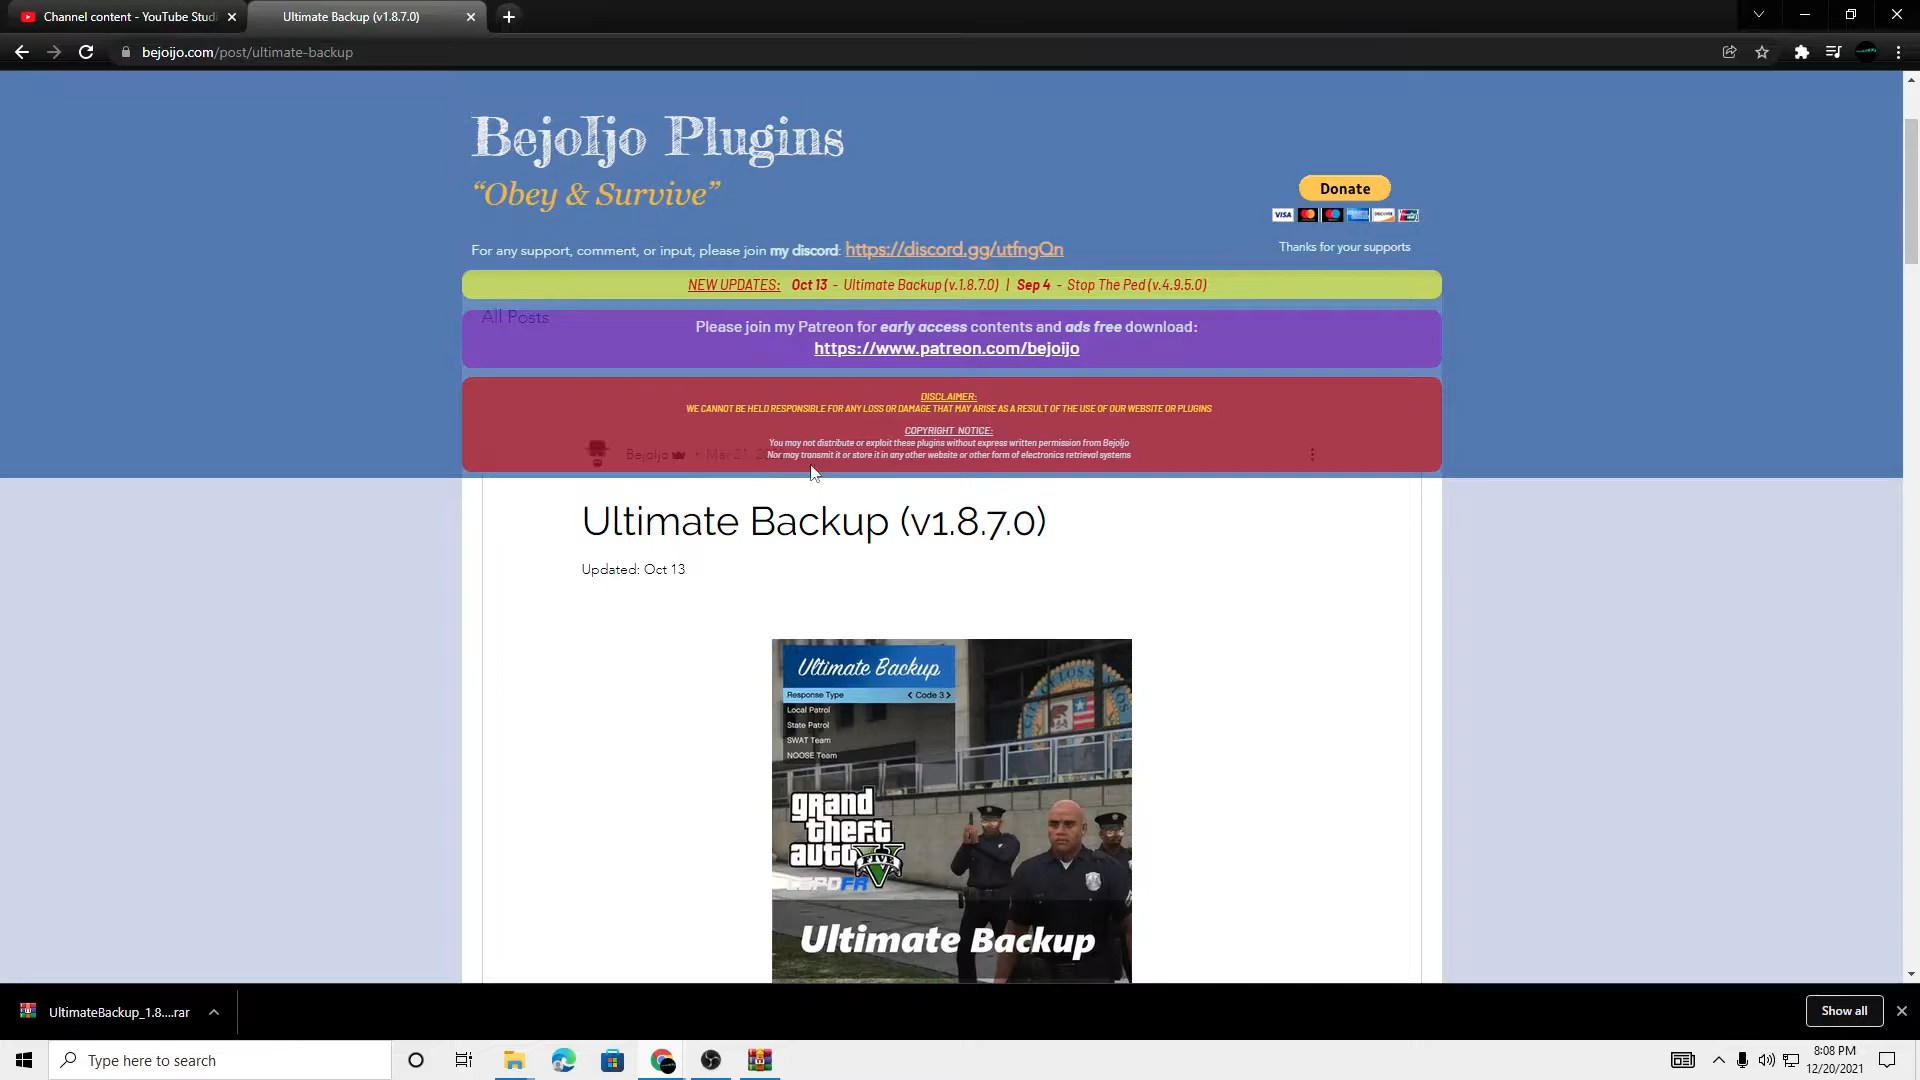 Channel content - YouTube Studi
Ultimate Backup (v1.8.7.0)
bejoijo.com/post/ultimate-backup
BejoIjo Plugins
“Obey & Survive”
Donate
VISA
DISCOVER
For any support, comment, or input, please join my discord: https://discord.gg/utfngQn
Thanks for your supports
NEW UPDATES: Oct 13 - Ultimate Backup (v.1.8.7.0) | Sep 4 - Stop The Ped (v.4.9.5.0)
All Posts
Please join my Patreon for early access contents and ads free download:
https://www.patreon.com/bejoijo
DISCLAIMER:
WE CANNOT BE HELD RESPONSIBLE FOR ANY LOSS OR DAMAGE THAT MAY ARISE AS A RESULT OF THE USE OF OUR WEBSITE OR PLUGINS
COPYRIGHT NOTICE:
You may not distribute or exploit these plugins without express written permission from BejoIjo
Nor may transmit it or store it in any other website or other form of electronics retrieval systems
BejoIjo
Mar 21,
Ultimate Backup (v1.8.7.0)
Updated: Oct 13
Ultimate Backup
Response Type < Code 3 >
Local Patrol
State Patrol
SWAT Team
NOOSE Team
grand
theft
auto
FIVE
LSPDFR
Ultimate Backup
UltimateBackup_1.8....rar
Show all
Type here to search
8:08 PM
12/20/2021